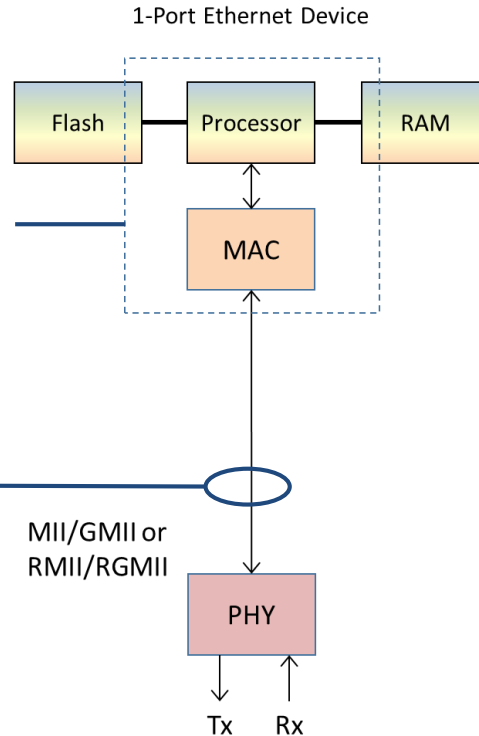 1-Port Ethernet Device
Flash
Processor
RAM
MAC
MII/GMII or
RMII/RGMII
PHY
Tx
Rx